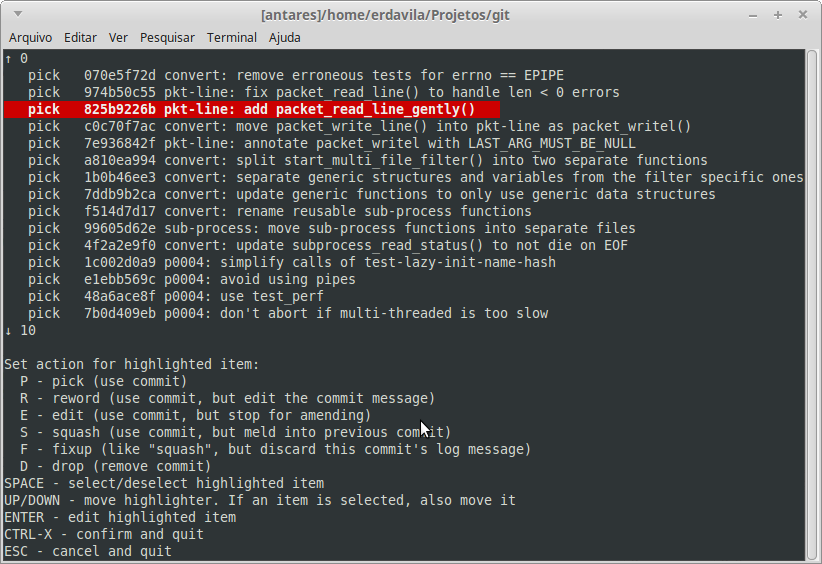 [antares]/home/erdavila/Projetos/git
Arquivo Editar Ver Pesquisar Terminal Ajuda
↑ 0
pick 070e5f72d convert: remove erroneous tests for errno == EPIPE
pick 974b50c55 pkt-line: fix packet_read_line() to handle len < 0 errors
pick 825b9226b pkt-line: add packet_read_line_gently()
pick c0c70f7ac convert: move packet_write_line() into pkt-line as packet_writel()
pick 7e936842f pkt-line: annotate packet_writel with LAST_ARG_MUST_BE_NULL
pick a810ea994 convert: split start_multi_file_filter() into two separate functions
pick 1b0b46ee3 convert: separate generic structures and variables from the filter specific ones
pick 7ddb9b2ca convert: update generic functions to only use generic data structures
pick f514d7d17 convert: rename reusable sub-process functions
pick 99605d62e sub-process: move sub-process functions into separate files
pick 4f2a2e9f0 convert: update subprocess_read_status() to not die on EOF
pick 1c002d0a9 p0004: simplify calls of test-lazy-init-name-hash
pick e1ebb569c p0004: avoid using pipes
pick 48a6ace8f p0004: use test_perf
pick 7b0d409eb p0004: don't abort if multi-threaded is too slow
↓ 10
Set action for highlighted item:
P - pick (use commit)
R - reword (use commit, but edit the commit message)
E - edit (use commit, but stop for amending)
S - squash (use commit, but meld into previous commit)
F - fixup (like "squash", but discard this commit's log message)
D - drop (remove commit)
SPACE - select/deselect highlighted item
UP/DOWN - move highlighter. If an item is selected, also move it
ENTER - edit highlighted item
CTRL-X - confirm and quit
ESC - cancel and quit